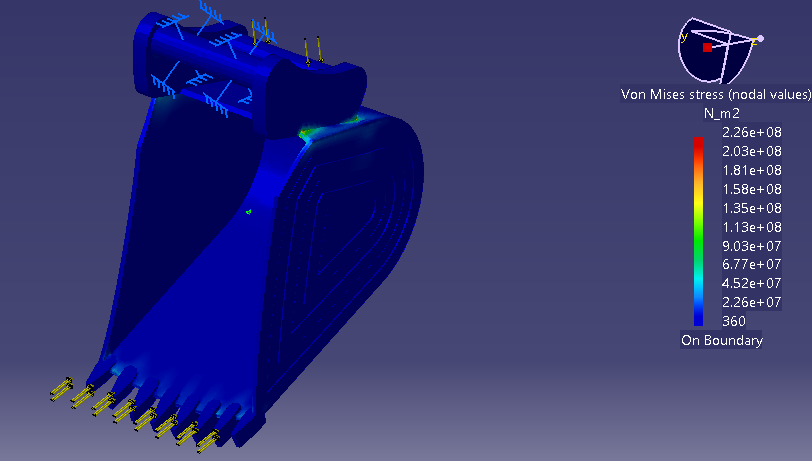 y
z
Von Mises stress (nodal values)
N_m2
2.26e+08
2.03e+08
1.81e+08
1.58e+08
1.35e+08
1.13e+08
9.03e+07
6.77e+07
4.52e+07
2.26e+07
360
On Boundary